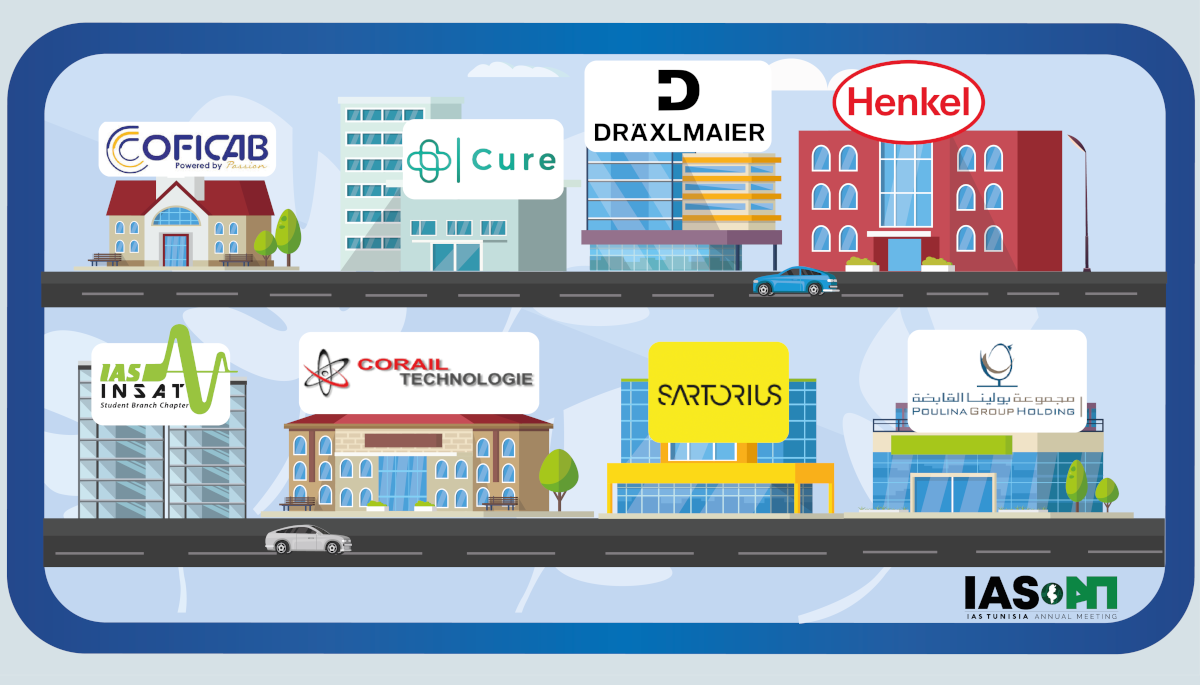 COFICAB
Powered by Passion
Cure
DRÄXLMAIER
Henkel
IAS
INSAT
Student Branch Chapter
CORAIL
TECHNOLOGIE
SARTORIUS
مجموعة بولينا القابضة
POULINA GROUP HOLDING
IAS AM
IAS TUNISIA ANNUAL MEETING